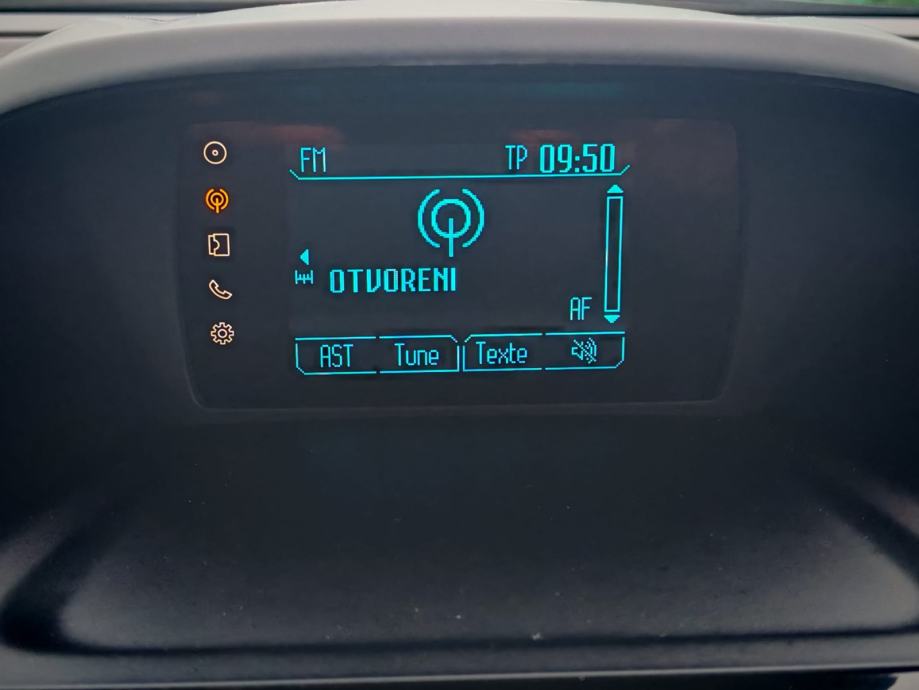 FM TP 09:50
OTVORENI
AF
AST Tune Texte